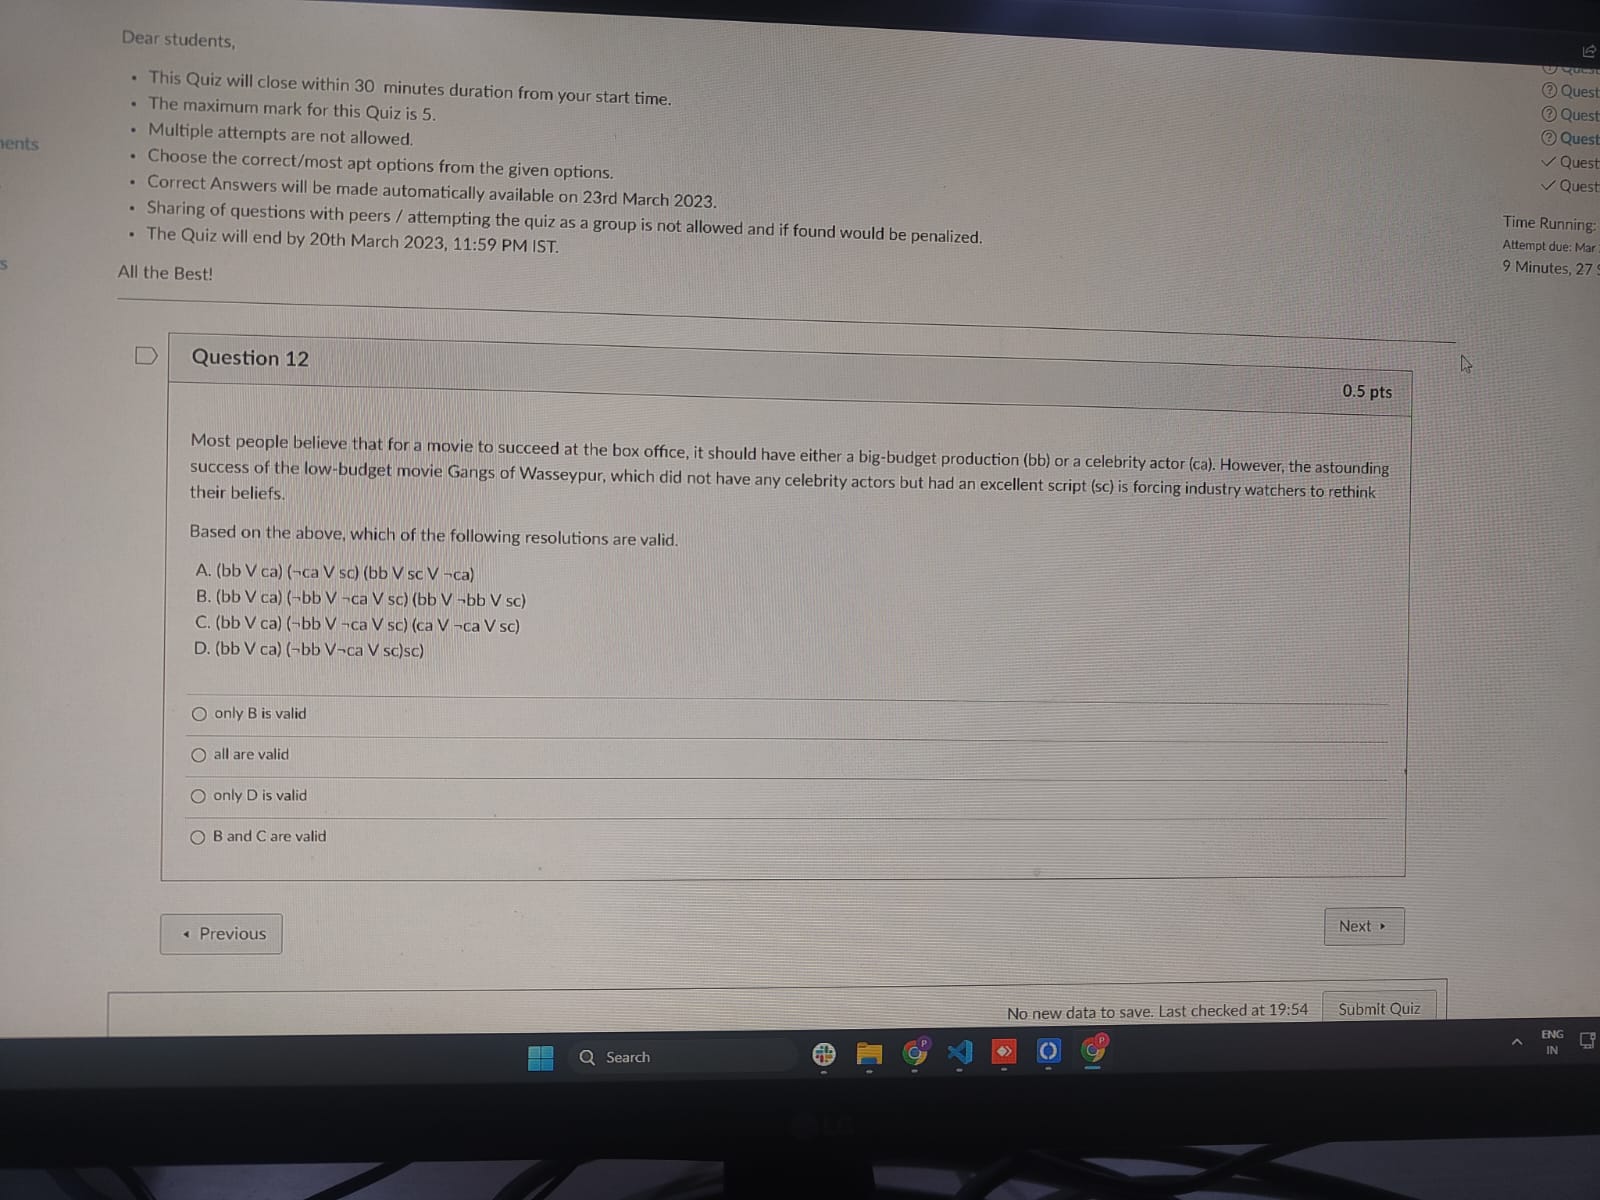 Dear students,
• This Quiz will close within 30 minutes duration from your start time.
• The maximum mark for this Quiz is 5.
• Multiple attempts are not allowed.
• Choose the correct/most apt options from the given options.
• Correct Answers will be made automatically available on 23rd March 2023.
• Sharing of questions with peers / attempting the quiz as a group is not allowed and if found would be penalized.
• The Quiz will end by 20th March 2023, 11:59 PM IST.
All the Best!
Quest
Quest
Quest
Quest
Quest
Time Running:
Attempt due: Mar
9 Minutes, 27
Question 12
0.5 pts
Most people believe that for a movie to succeed at the box office, it should have either a big-budget production (bb) or a celebrity actor (ca). However, the astounding
success of the low-budget movie Gangs of Wasseypur, which did not have any celebrity actors but had an excellent script (sc) is forcing industry watchers to rethink
their beliefs.
Based on the above, which of the following resolutions are valid.
A. (bb V ca) (¬ca V sc) (bb V sc V ¬ca)
B. (bb V ca) (¬bb V ¬ca V sc) (bb V ¬bb V sc)
C. (bb V ca) (¬bb V ¬ca V sc) (ca V ¬ca V sc)
D. (bb V ca) (¬bb V¬ca V sc)sc)
only B is valid
all are valid
only D is valid
B and C are valid
Previous
Next
No new data to save. Last checked at 19:54
Submit Quiz
Search
ENG
IN